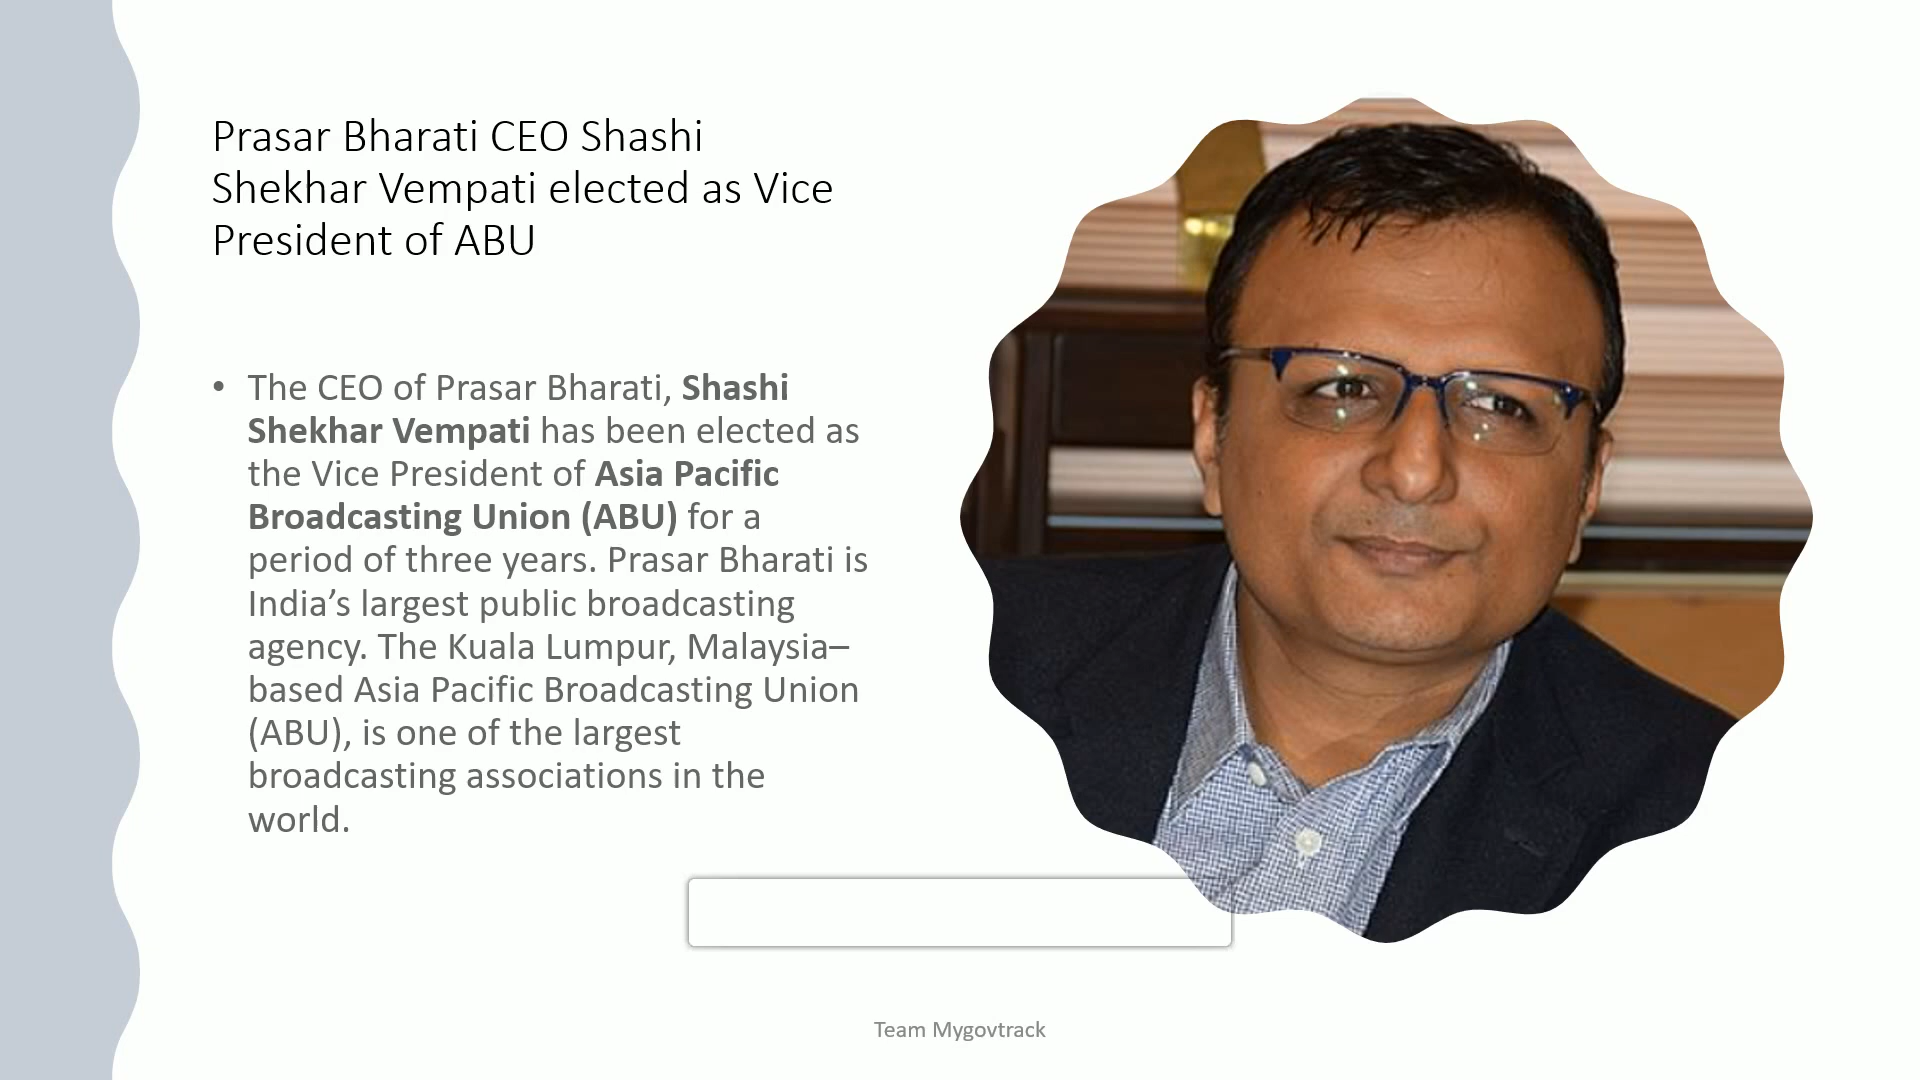 Prasar Bharati CEO Shashi
Shekhar Vempati elected as Vice
President of ABU
• The CEO of Prasar Bharati, Shashi
Shekhar Vempati has been elected as
the Vice President of Asia Pacific
Broadcasting Union (ABU) for a
period of three years. Prasar Bharati is
India’s largest public broadcasting
agency. The Kuala Lumpur, Malaysia–
based Asia Pacific Broadcasting Union
(ABU), is one of the largest
broadcasting associations in the
world.
Team Mygovtrack